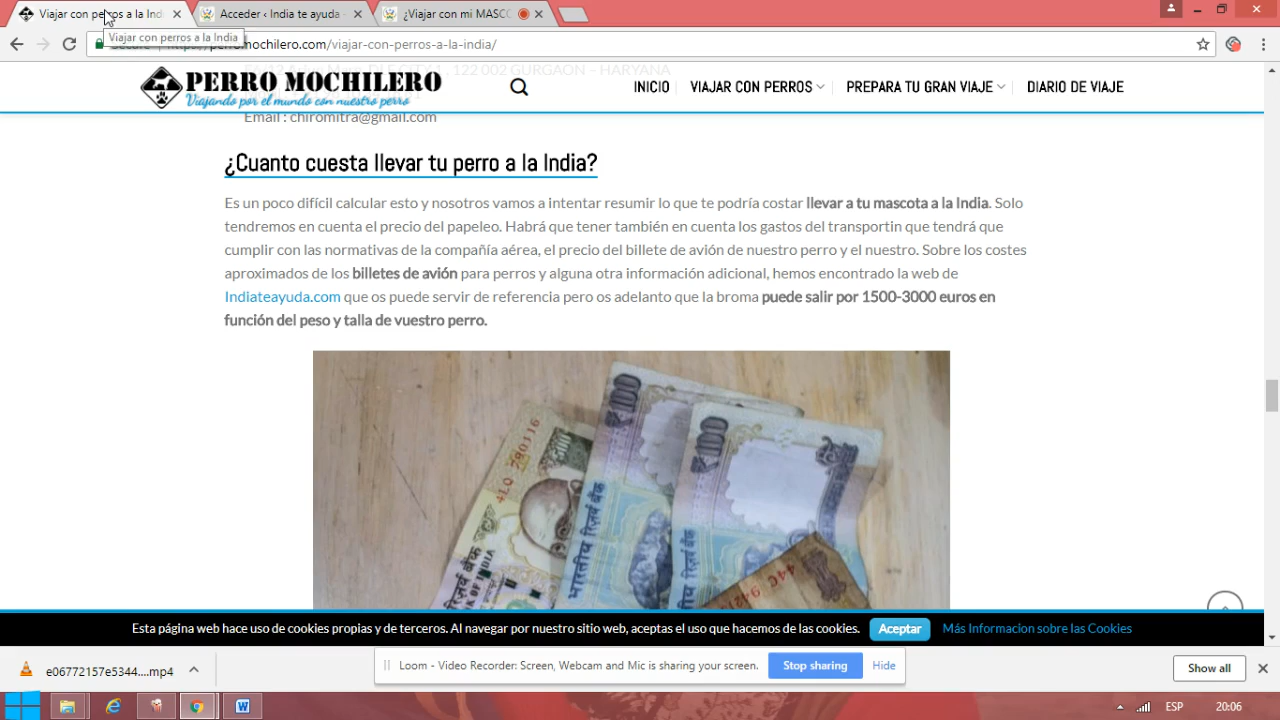 Viajar con perros a la Indi
Acceder ‹ India te ayuda
¿Viajar con mi MASCO
Viajar con perros a la India
mochilero.com/viajar-con-perros-a-la-india/
122 002 GURGAON – HARYANA
PERRO MOCHILERO
Viajando por el mundo con nuestro perro
INICIO
VIAJAR CON PERROS
PREPARA TU GRAN VIAJE
DIARIO DE VIAJE
Email : chiromitra@gmail.com
¿Cuanto cuesta llevar tu perro a la India?
Es un poco difícil calcular esto y nosotros vamos a intentar resumir lo que te podría costar llevar a tu mascota a la India. Solo
tendremos en cuenta el precio del papeleo. Habrá que tener también en cuenta los gastos del transportin que tendrá que
cumplir con las normativas de la compañía aérea, el precio del billete de avión de nuestro perro y el nuestro. Sobre los costes
aproximados de los billetes de avión para perros y alguna otra información adicional, hemos encontrado la web de
Indiateayuda.com que os puede servir de referencia pero os adelanto que la broma puede salir por 1500-3000 euros en
función del peso y talla de vuestro perro.
₹100
₹100
500
भारतीय रिज़र्व बैंक
Esta página web hace uso de cookies propias y de terceros. Al navegar por nuestro sitio web, aceptas el uso que hacemos de las cookies.
Aceptar
Más Informacion sobre las Cookies
e06772157e5344....mp4
Loom - Video Recorder: Screen, Webcam and Mic is sharing your screen.
Stop sharing
Hide
Show all
ESP
20:06